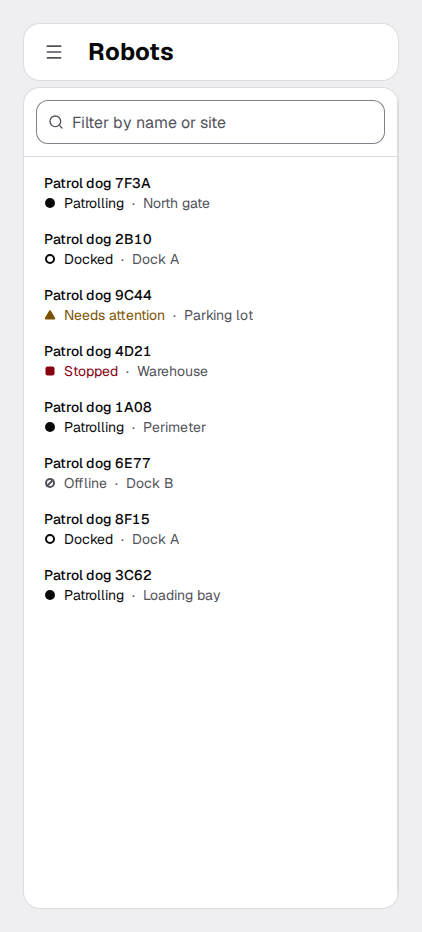 Robots
Filter by name or site
Patrol dog 7F3A
Patrolling · North gate
Patrol dog 2B10
Docked · Dock A
Patrol dog 9C44
Needs attention · Parking lot
Patrol dog 4D21
Stopped · Warehouse
Patrol dog 1A08
Patrolling · Perimeter
Patrol dog 6E77
Offline · Dock B
Patrol dog 8F15
Docked · Dock A
Patrol dog 3C62
Patrolling · Loading bay